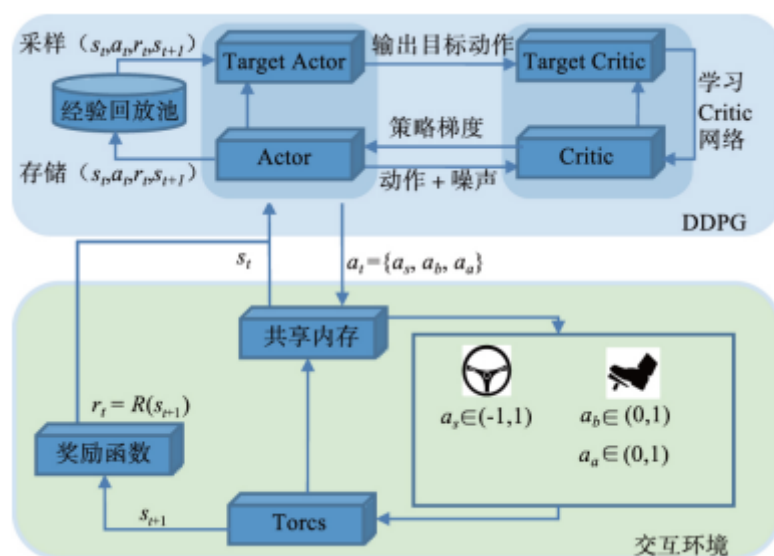 采样（s_t,a_t,r_t,s_{t+1}）
Target Actor
输出目标动作
Target Critic
经验回放池
学习
Critic
网络
策略梯度
Actor
Critic
存储（s_t,a_t,r_t,s_{t+1}）
动作 + 噪声
DDPG
s_t
a_t={a_s, a_b, a_a}
共享内存
r_t = R(s_{t+1})
a_s∈(-1,1)
a_b∈(0,1)
a_a∈(0,1)
奖励函数
s_{t+1}
Torcs
交互环境